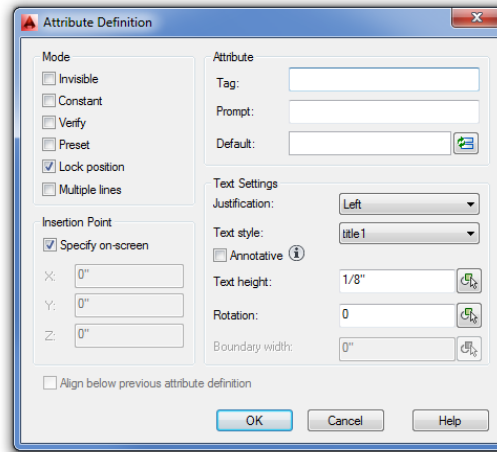 Attribute Definition
Mode
Invisible
Constant
Verify
Preset
Lock position
Multiple lines
Insertion Point
Specify on-screen
X: 0"
Y: 0"
Z: 0"
Attribute
Tag:
Prompt:
Default:
Text Settings
Justification: Left
Text style: title1
Annotative
Text height: 1/8"
Rotation: 0
Boundary width: 0"
Align below previous attribute definition
OK Cancel Help